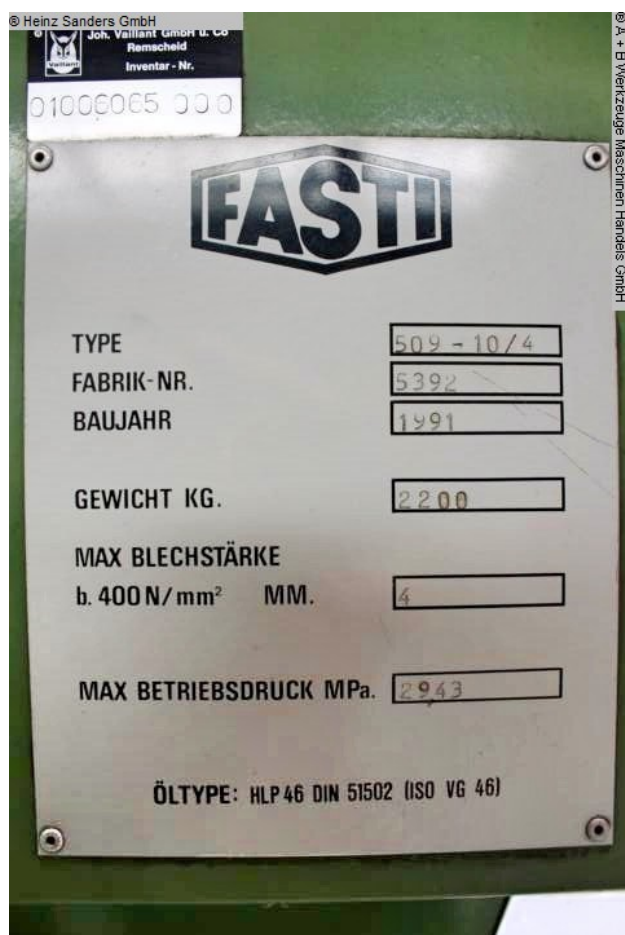 ® Heinz Sanders GmbH
® A + B Werkzeuge Maschinen Handels GmbH
Joh. Vaillant GmbH u. Co
Remscheid
Vaillant
Inventar - Nr.
01006065 000
FASTI
TYPE 509-10/4
FABRIK-NR. 5392
BAUJAHR 1991
GEWICHT KG. 2200
MAX BLECHSTÄRKE
b. 400 N/mm² MM. 4
MAX BETRIEBSDRUCK MPa. 29,43
ÖLTYPE: HLP 46 DIN 51502 (ISO VG 46)